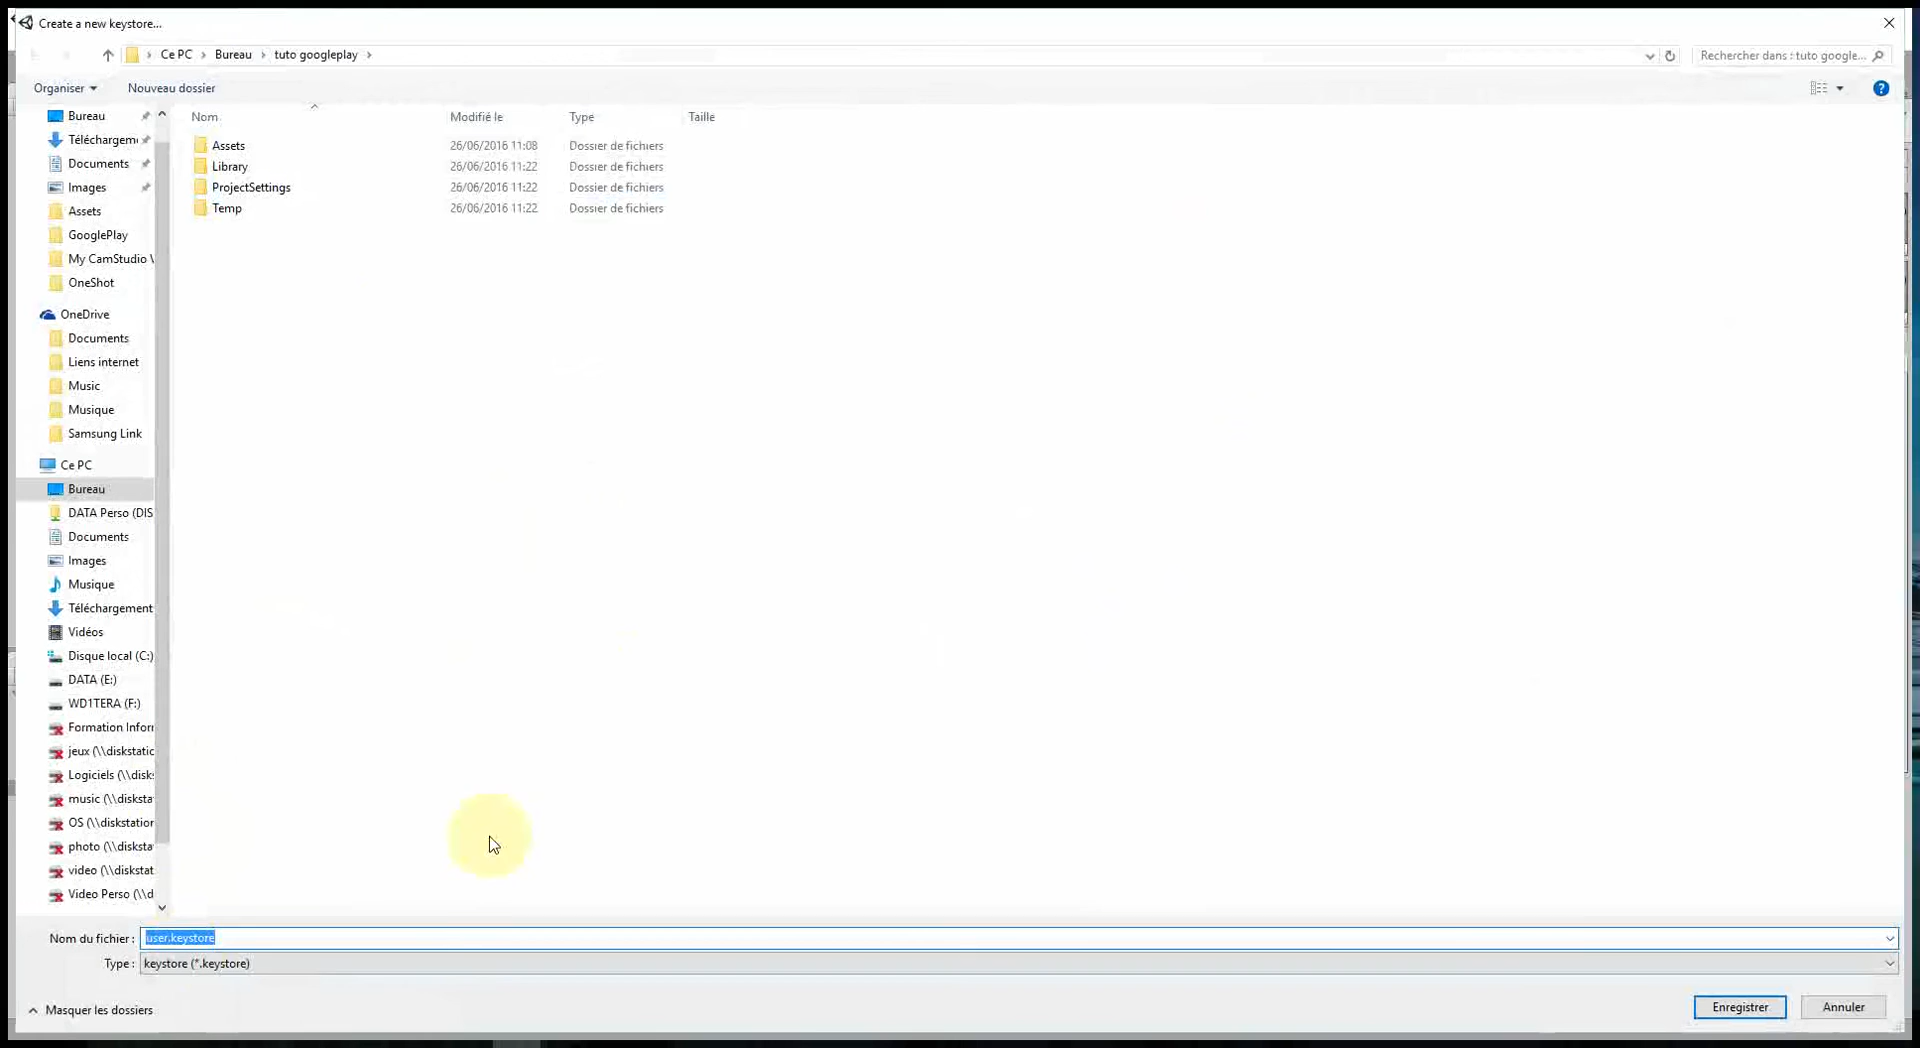 Create a new keystore...
Ce PC
Bureau
tuto googleplay
Rechercher dans : tuto google...
Organiser
Nouveau dossier
Nom
Modifié le
Type
Taille
Bureau
Téléchargem
Documents
Images
Assets
GooglePlay
My CamStudio
OneShot
OneDrive
Documents
Liens internet
Music
Musique
Samsung Link
Ce PC
Bureau
DATA Perso (DIS
Documents
Images
Musique
Téléchargement
Vidéos
Disque local (C:)
DATA (E:)
WD1TERA (F:)
Formation Infor
jeux (\\diskstatic
Logiciels (\\disk
music (\\disksta
OS (\\diskstation
photo (\\disksta
video (\\diskstat
Video Perso (\\d
Assets 26/06/2016 11:08 Dossier de fichiers
Library 26/06/2016 11:22 Dossier de fichiers
ProjectSettings 26/06/2016 11:22 Dossier de fichiers
Temp 26/06/2016 11:22 Dossier de fichiers
Nom du fichier : user.keystore
Type : keystore (*.keystore)
Masquer les dossiers
Enregistrer
Annuler